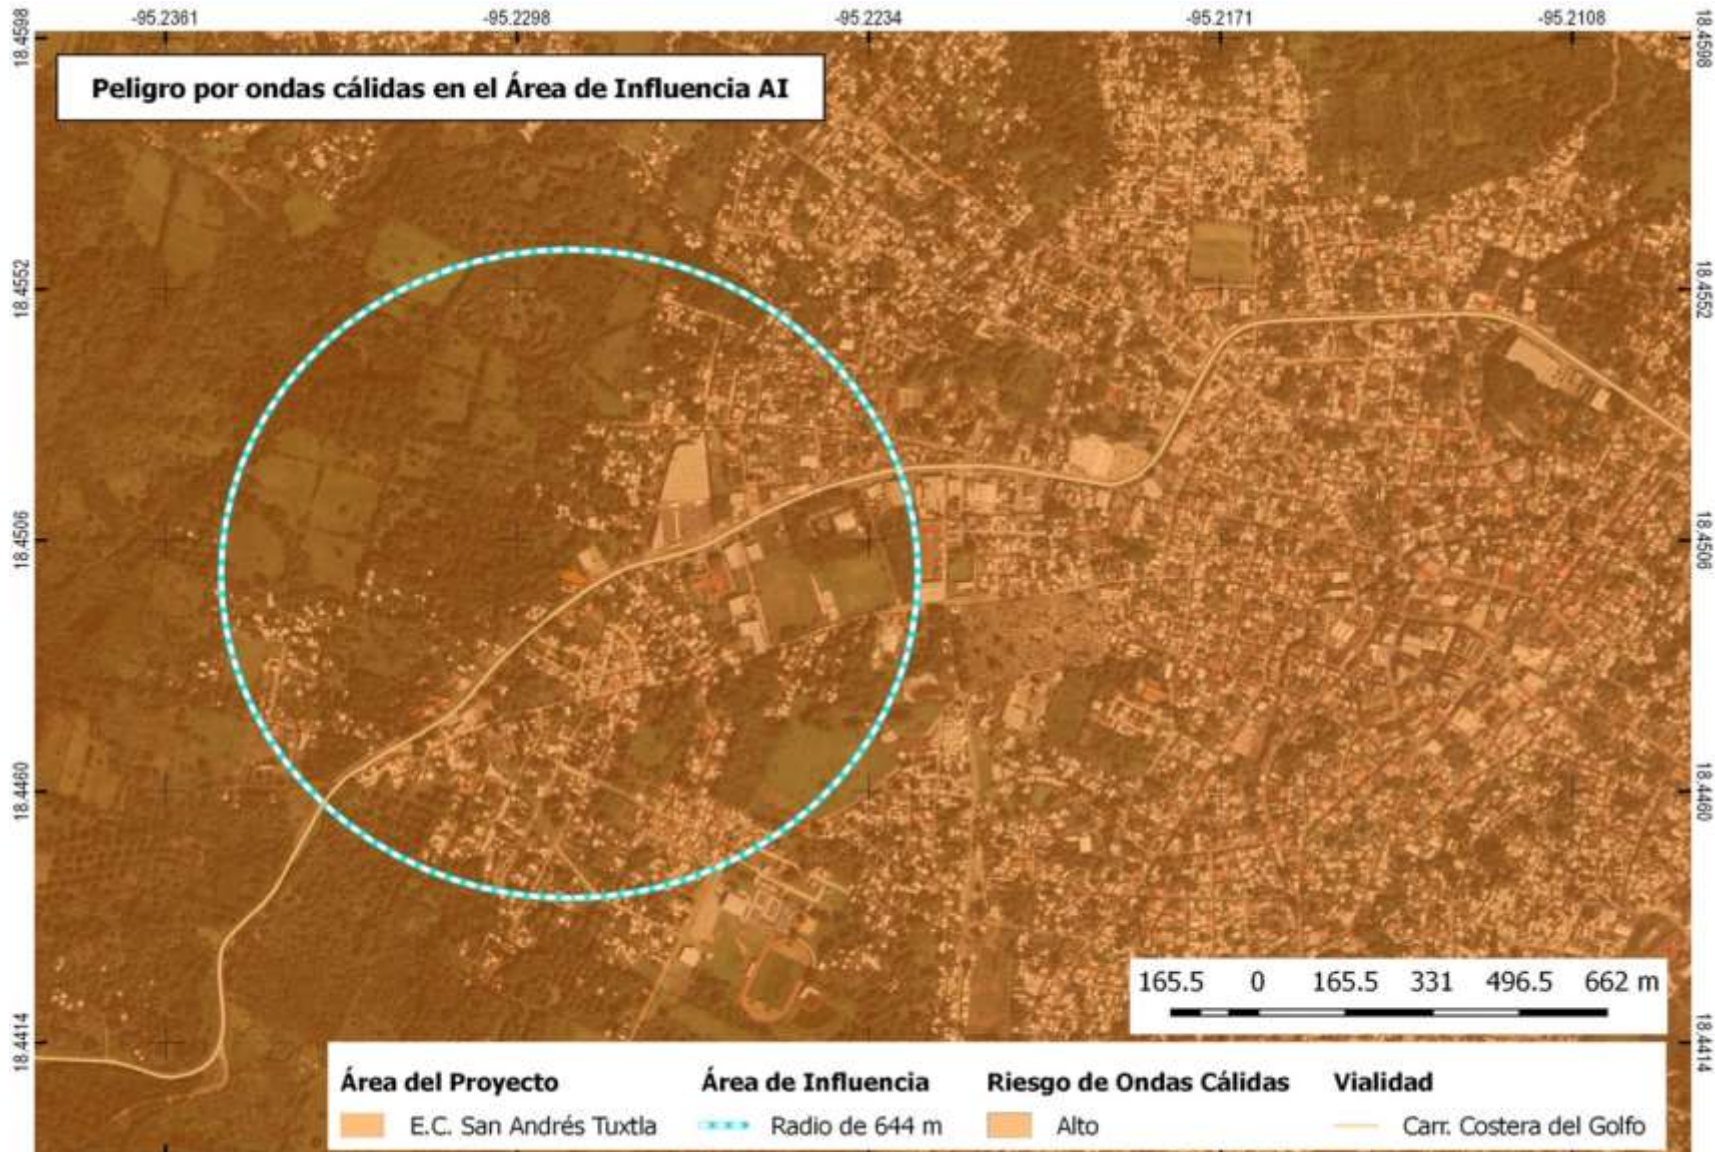 -95.2361 -95.2298 -95.2234 -95.2171 -95.2108
18.4598
18.4598
Peligro por ondas cálidas en el Área de Influencia AI
18.4552
18.4552
18.4506
18.4506
18.4460
18.4460
18.4414
18.4414
165.5 0 165.5 331 496.5 662 m
Área del Proyecto
E.C. San Andrés Tuxtla
Área de Influencia
Radio de 644 m
Riesgo de Ondas Cálidas
Alto
Vialidad
Carr. Costera del Golfo